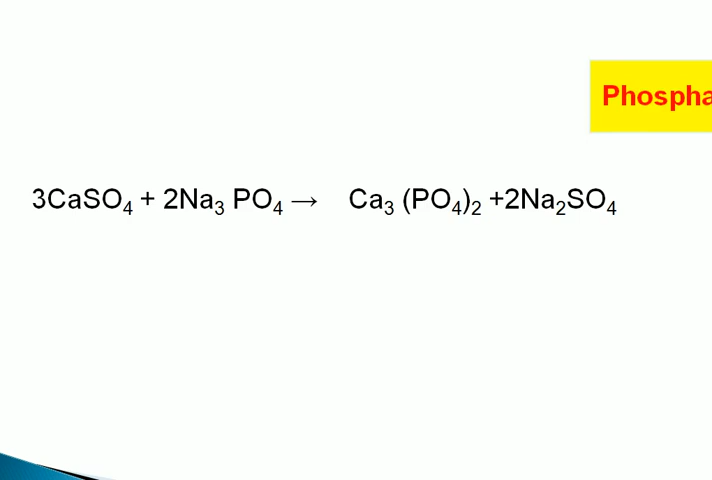 Phospha
3CaSO₄ + 2Na₃ PO₄ → Ca₃ (PO₄)₂ +2Na₂SO₄